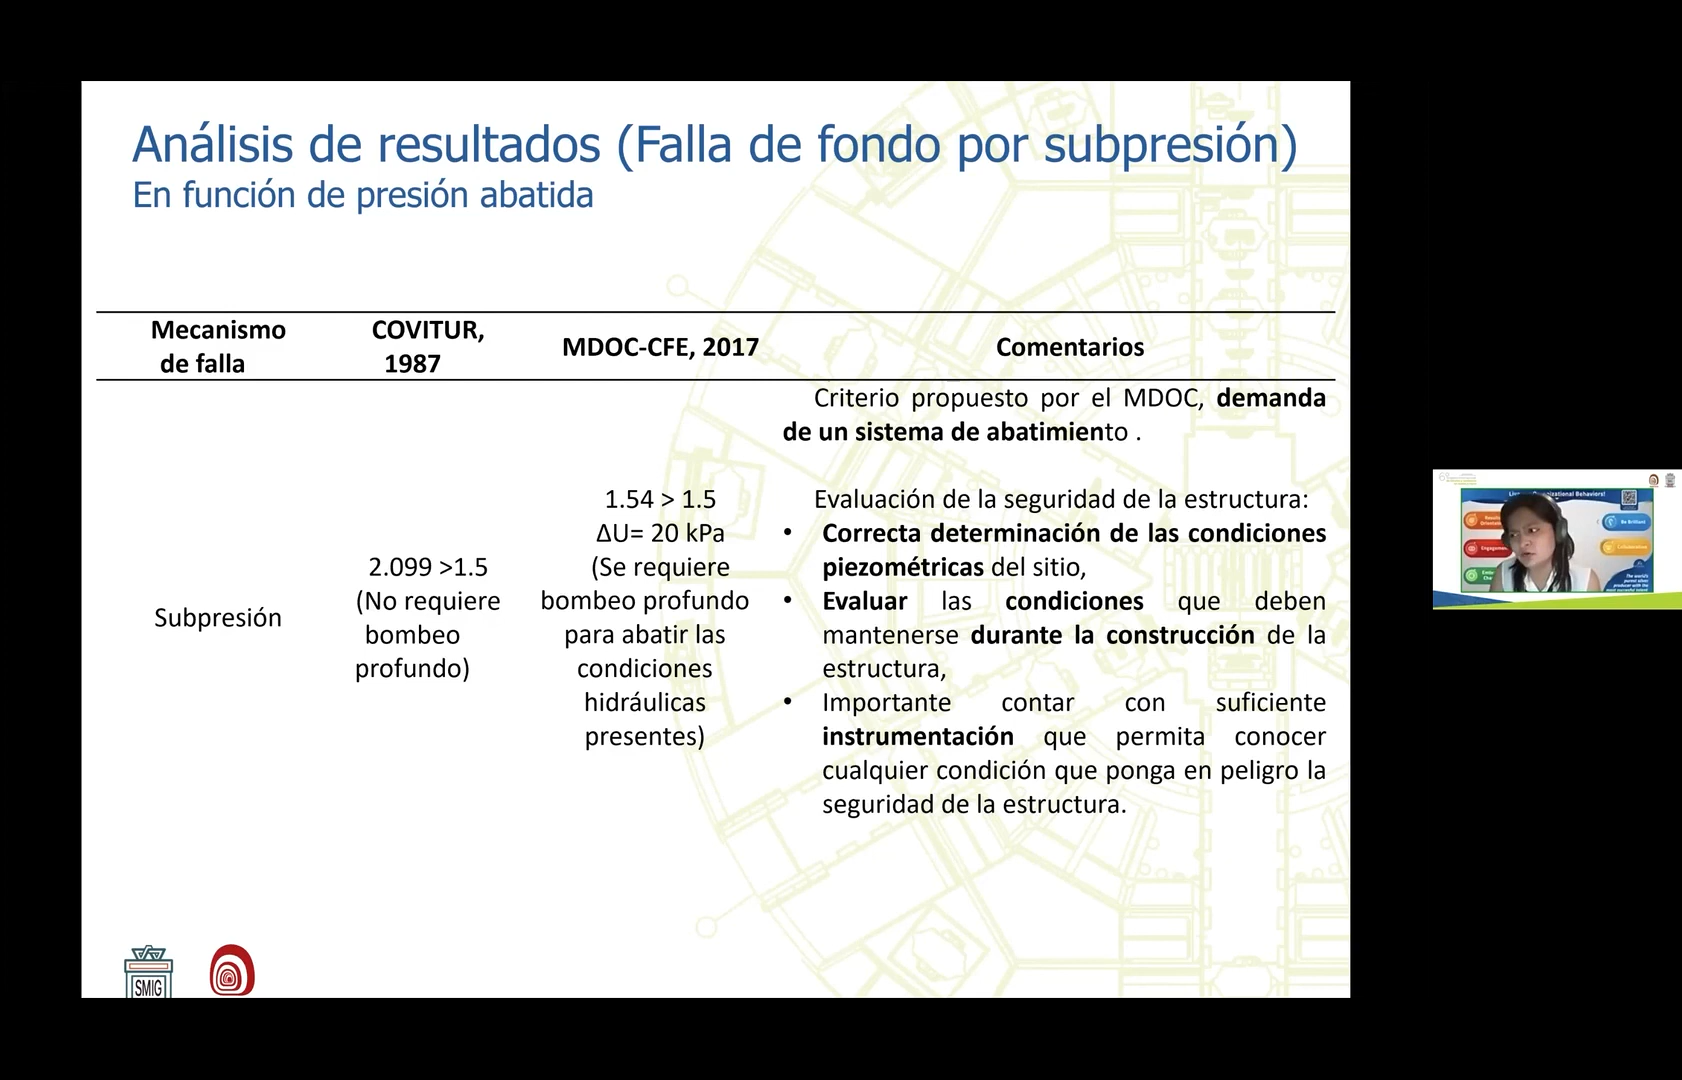 Análisis de resultados (Falla de fondo por subpresión)
En función de presión abatida
Mecanismo
de falla
COVITUR,
1987
MDOC-CFE, 2017
Comentarios
Subpresión
2.099 >1.5
(No requiere
bombeo
profundo)
1.54 > 1.5
ΔU= 20 kPa
(Se requiere
bombeo profundo
para abatir las
condiciones
hidráulicas
presentes)
Criterio propuesto por el MDOC, demanda
de un sistema de abatimiento .
Evaluación de la seguridad de la estructura:
• Correcta determinación de las condiciones
piezométricas del sitio,
• Evaluar las condiciones que deben
mantenerse durante la construcción de la
estructura,
• Importante contar con suficiente
instrumentación que permita conocer
cualquier condición que ponga en peligro la
seguridad de la estructura.
SMIG
Be Brilliant